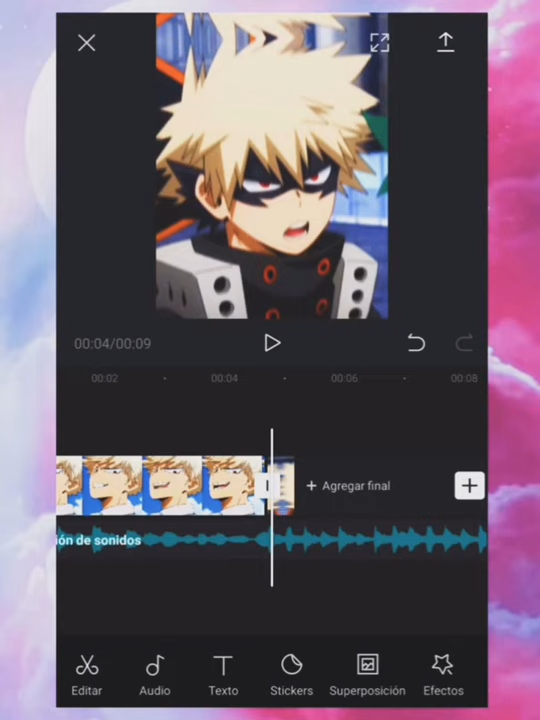 00:04/00:09
00:02
00:04
00:06
00:08
+ Agregar final
ión de sonidos
Editar
Audio
Texto
Stickers
Superposición
Efectos